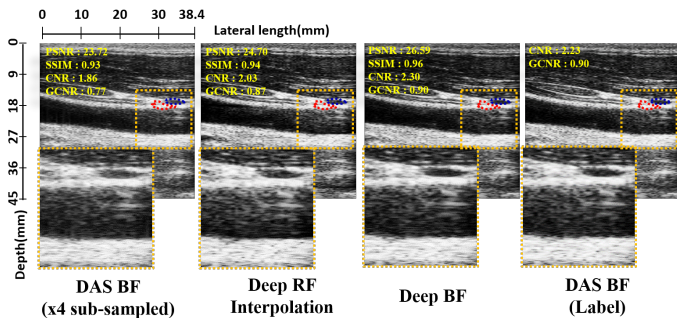 0 10 20 30 38.4
Lateral length(mm)
0
9
18
27
36
45
Depth(mm)
PSNR : 23.72
SSIM : 0.93
CNR : 1.86
GCNR : 0.77
PSNR : 24.70
SSIM : 0.94
CNR : 2.03
GCNR : 0.87
PSNR : 26.59
SSIM : 0.96
CNR : 2.30
GCNR : 0.90
CNR : 2.23
GCNR : 0.90
DAS BF
(x4 sub-sampled)
Deep RF
Interpolation
Deep BF
DAS BF
(Label)